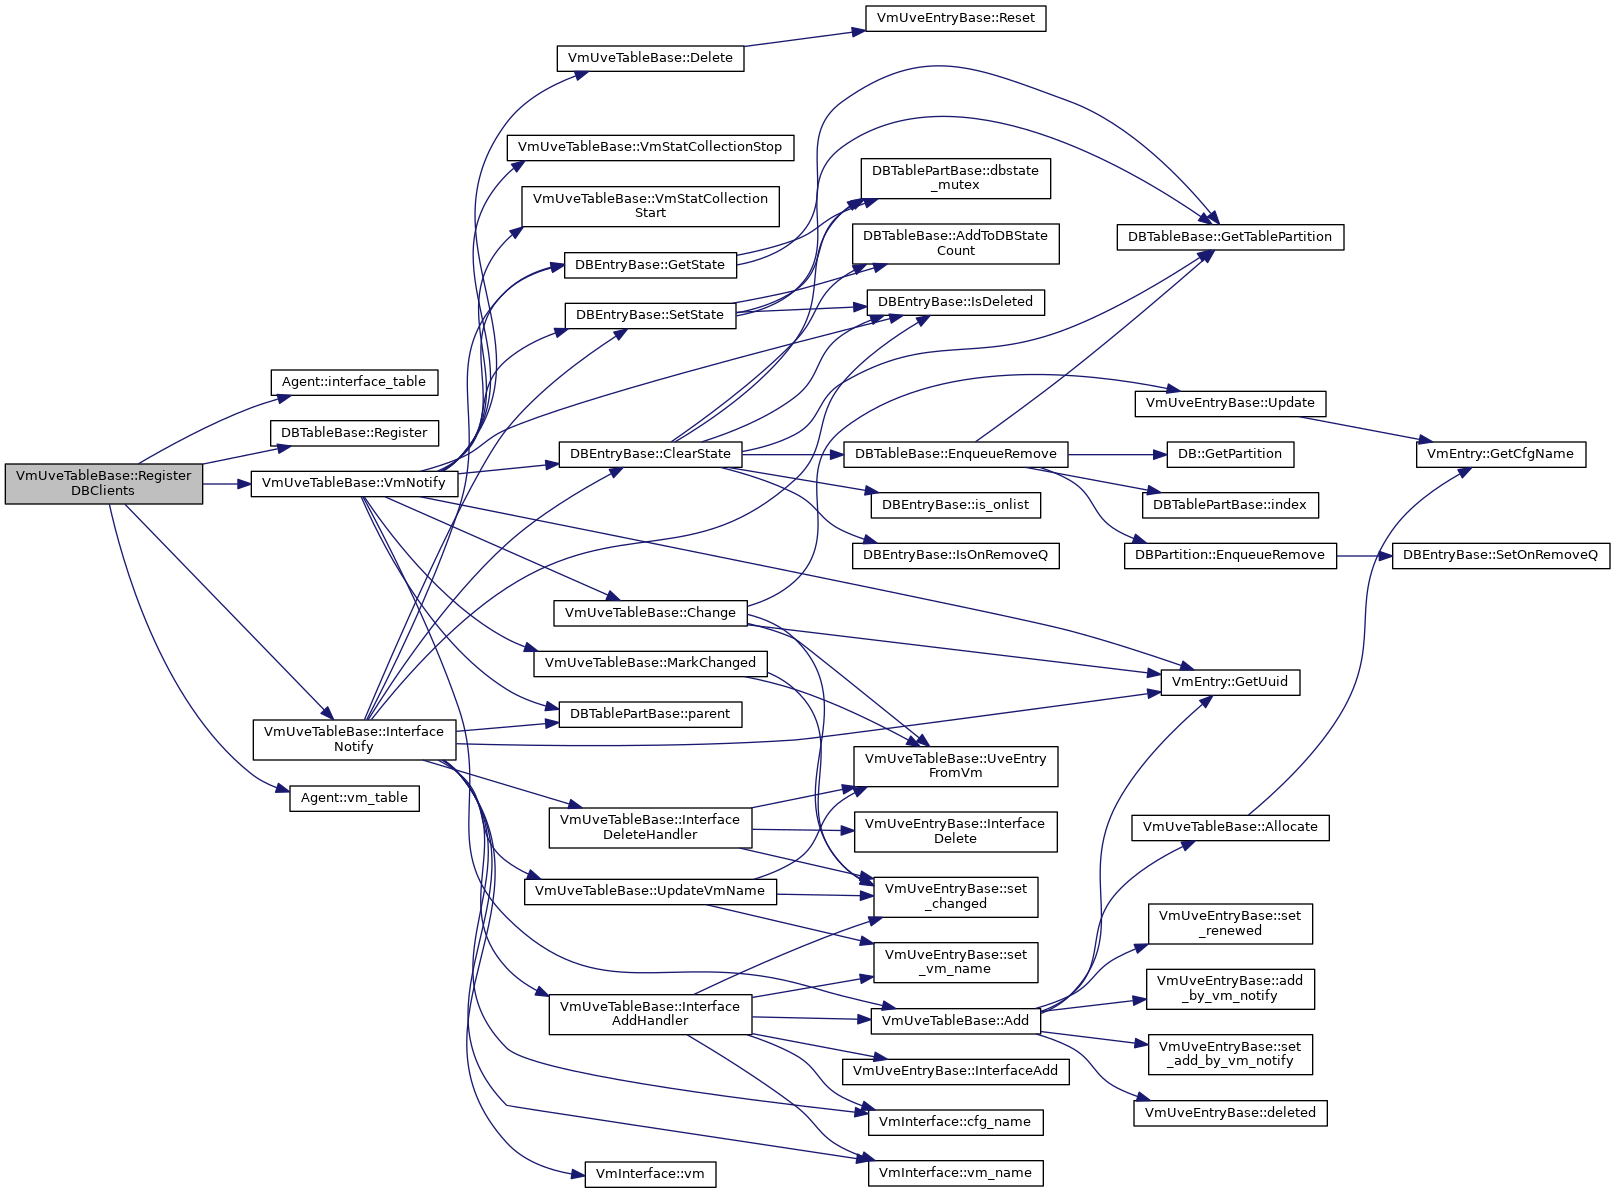 VmUveTableBase::Register
DBClients
Agent::interface_table
DBTableBase::Register
VmUveTableBase::VmNotify
VmUveTableBase::Interface
Notify
Agent::vm_table
VmUveTableBase::Delete
VmUveTableBase::VmStatCollectionStop
VmUveTableBase::VmStatCollection
Start
DBEntryBase::GetState
DBEntryBase::SetState
DBEntryBase::ClearState
VmUveTableBase::Change
VmUveTableBase::MarkChanged
DBTablePartBase::parent
VmUveTableBase::Interface
DeleteHandler
VmUveTableBase::UpdateVmName
VmUveTableBase::Interface
AddHandler
VmInterface::vm
VmUveEntryBase::Reset
DBTablePartBase::dbstate
_mutex
DBTableBase::AddToDBState
Count
DBEntryBase::IsDeleted
DBTableBase::EnqueueRemove
DBEntryBase::is_onlist
DBEntryBase::IsOnRemoveQ
VmUveTableBase::UveEntry
FromVm
VmUveEntryBase::Interface
Delete
VmUveEntryBase::set
_changed
VmUveEntryBase::set
_vm_name
VmUveTableBase::Add
VmUveEntryBase::InterfaceAdd
VmInterface::cfg_name
VmInterface::vm_name
DBTableBase::GetTablePartition
VmUveEntryBase::Update
DB::GetPartition
DBTablePartBase::index
DBPartition::EnqueueRemove
VmEntry::GetUuid
VmUveTableBase::Allocate
VmUveEntryBase::set
_renewed
VmUveEntryBase::add
_by_vm_notify
VmUveEntryBase::set
_add_by_vm_notify
VmUveEntryBase::deleted
VmEntry::GetCfgName
DBEntryBase::SetOnRemoveQ